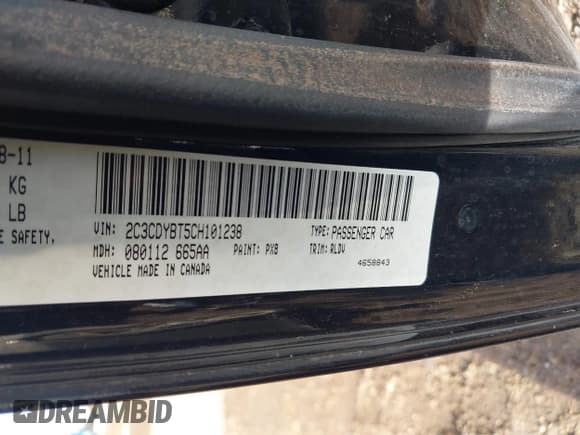 8-11
KG
LB
E SAFETY,
VIN: 2C3CDYBT5CH101238 TYPE: PASSENGER CAR
MDH: 080112 665AA PAINT: PX8 TRIM: RLDV
VEHICLE MADE IN CANADA 4658843
DREAMBID